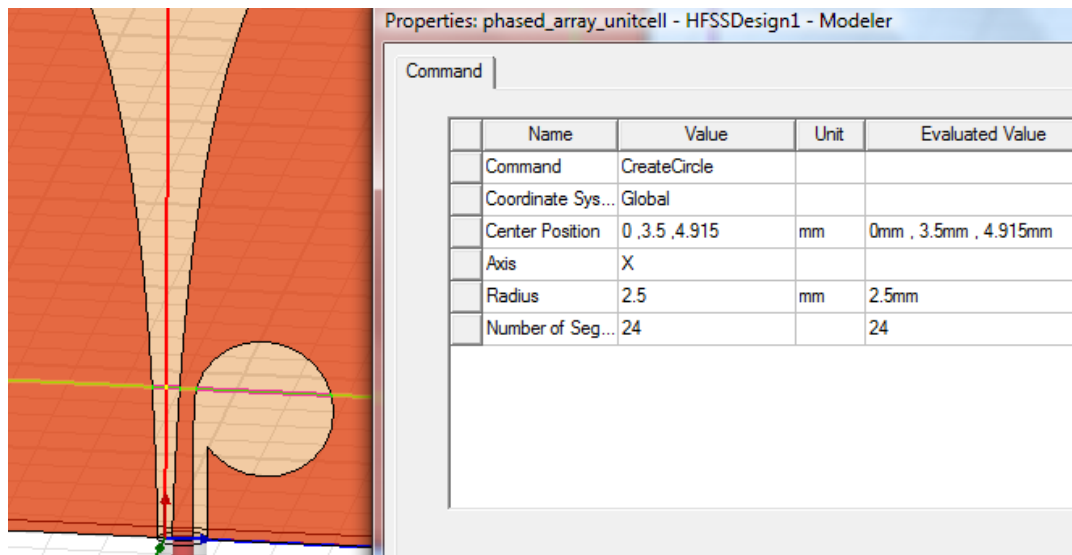 Properties: phased_array_unitcell - HFSSDesign1 - Modeler
Command
Name Value Unit Evaluated Value
Command CreateCircle
Coordinate Sys... Global
Center Position 0 ,3.5 ,4.915 mm 0mm , 3.5mm , 4.915mm
Axis X
Radius 2.5 mm 2.5mm
Number of Seg... 24 24